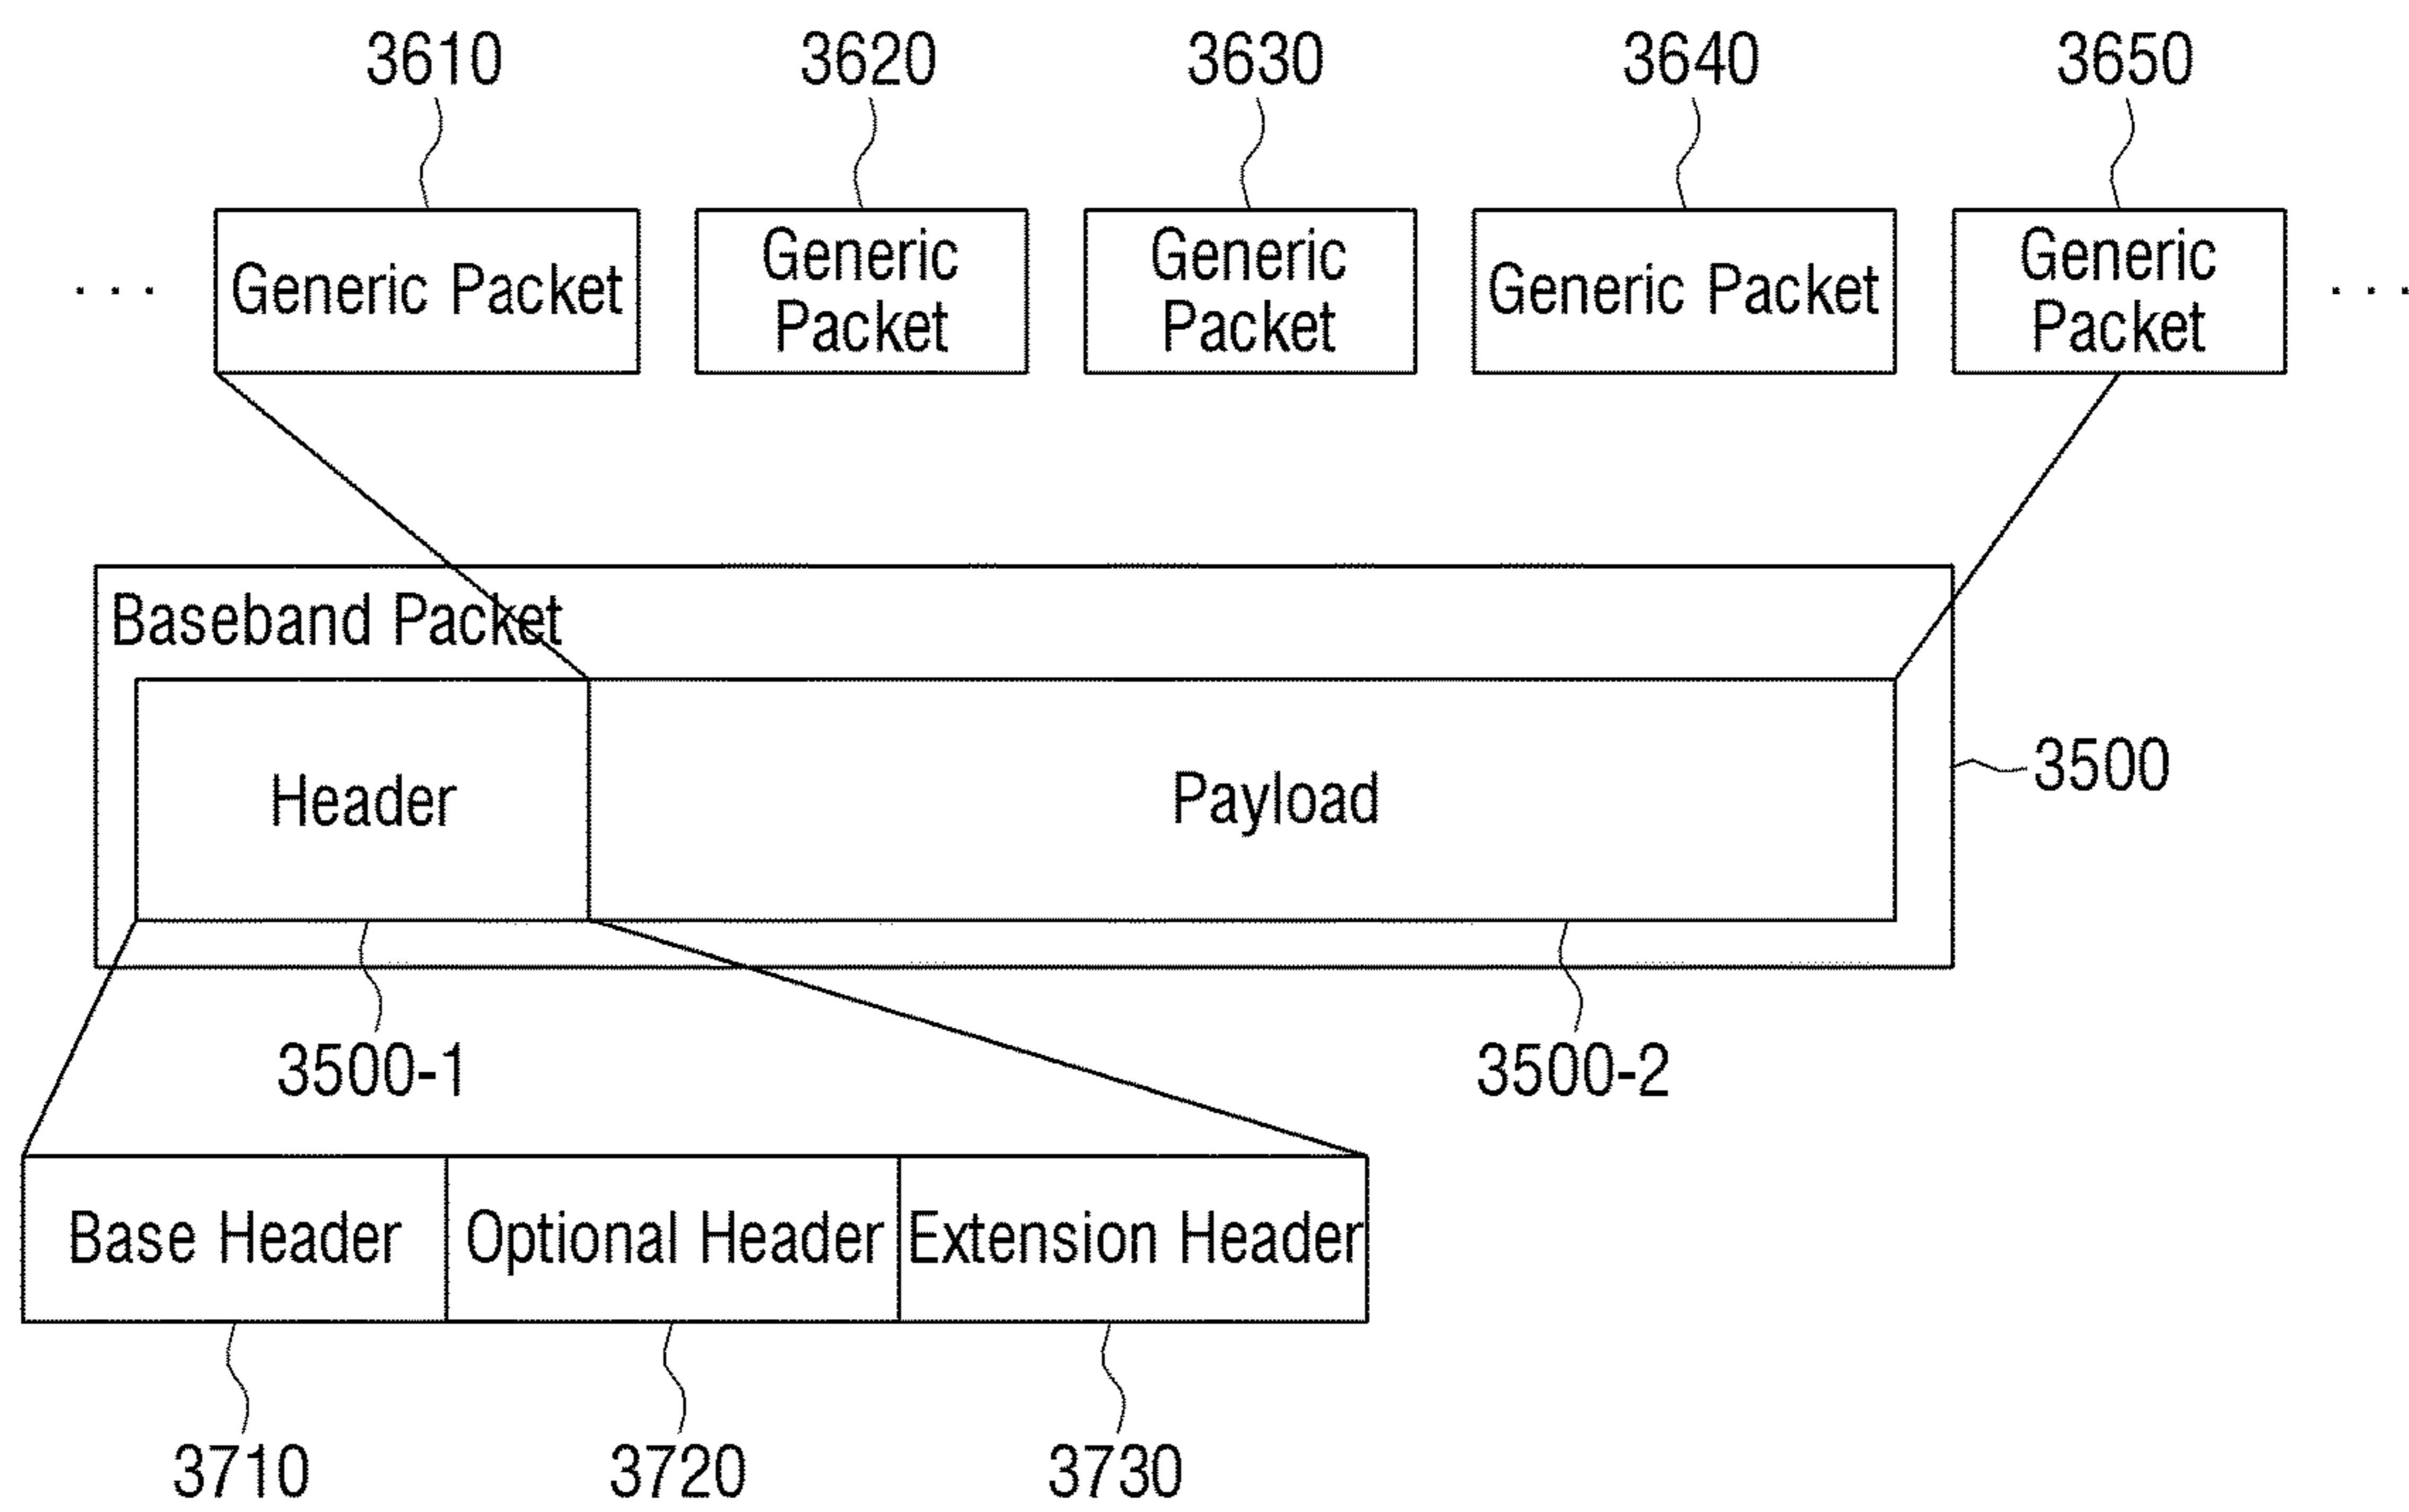 3610 3620 3630 3640 3650
... Generic Packet Generic Packet Generic Packet Generic Packet Generic Packet ...
Baseband Packet
Header Payload 3500
3500-1 3500-2
Base Header Optional Header Extension Header
3710 3720 3730